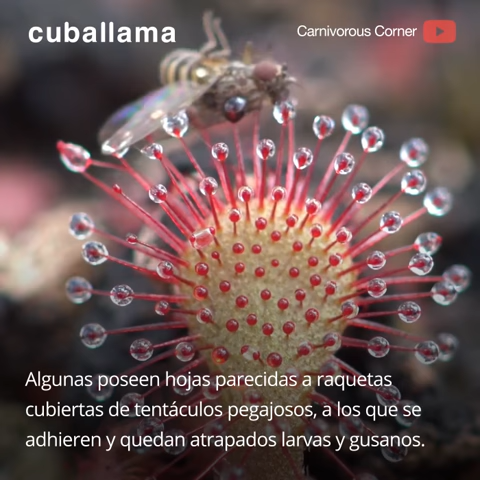 cuballama
Carnivorous Corner
Algunas poseen hojas parecidas a raquetas
cubiertas de tentáculos pegajosos, a los que se
adhieren y quedan atrapados larvas y gusanos.